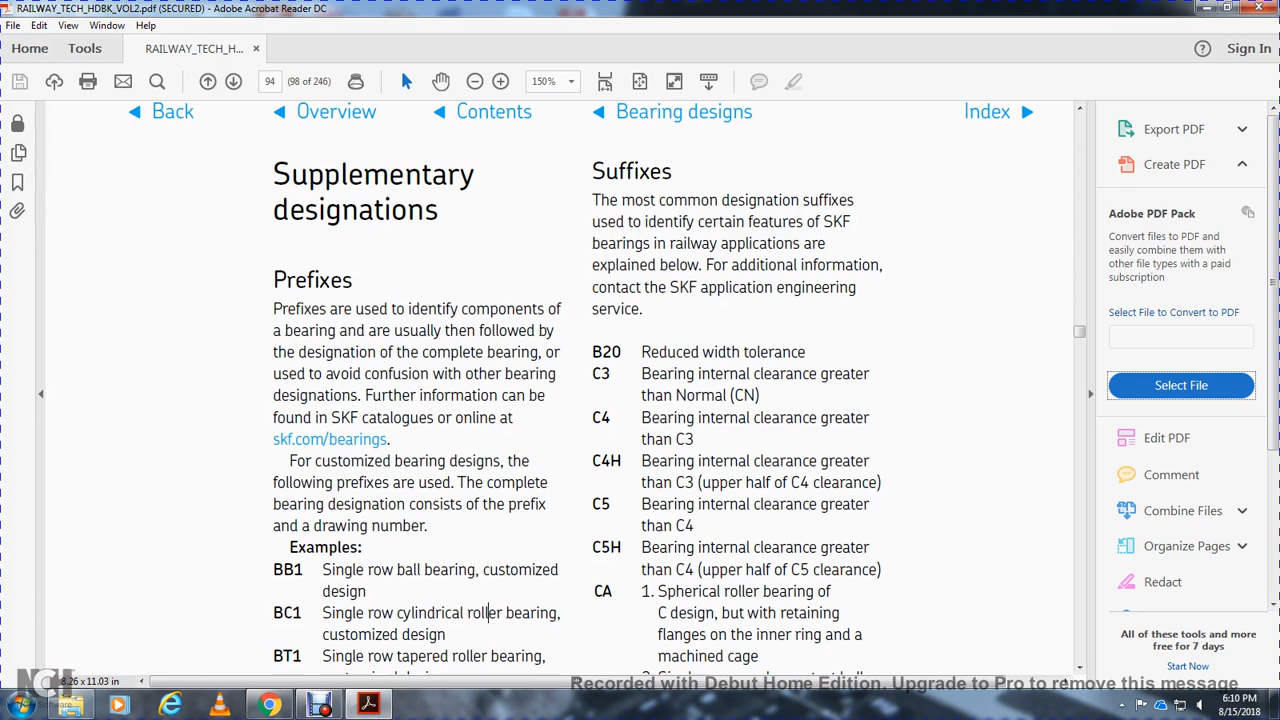 RAILWAY_TECH_HDBK_VOL2.pdf (SECURED) - Adobe Acrobat Reader DC
File Edit View Window Help
Home Tools RAILWAY_TECH_H... × Sign In
94 (98 of 246) 150%
Back Overview Contents Bearing designs Index
Supplementary
designations
Prefixes
Prefixes are used to identify components of
a bearing and are usually then followed by
the designation of the complete bearing, or
used to avoid confusion with other bearing
designations. Further information can be
found in SKF catalogues or online at
skf.com/bearings.
For customized bearing designs, the
following prefixes are used. The complete
bearing designation consists of the prefix
and a drawing number.
Examples:
BB1 Single row ball bearing, customized
design
BC1 Single row cylindrical roller bearing,
customized design
BT1 Single row tapered roller bearing,
Suffixes
The most common designation suffixes
used to identify certain features of SKF
bearings in railway applications are
explained below. For additional information,
contact the SKF application engineering
service.
B20 Reduced width tolerance
C3 Bearing internal clearance greater
than Normal (CN)
C4 Bearing internal clearance greater
than C3
C4H Bearing internal clearance greater
than C3 (upper half of C4 clearance)
C5 Bearing internal clearance greater
than C4
C5H Bearing internal clearance greater
than C4 (upper half of C5 clearance)
CA 1. Spherical roller bearing of
C design, but with retaining
flanges on the inner ring and a
machined cage
Export PDF
Create PDF
Adobe PDF Pack
Convert files to PDF and
easily combine them with
other file types with a paid
subscription
Select File to Convert to PDF
Select File
Edit PDF
Comment
Combine Files
Organize Pages
Redact
All of these tools and more
free for 7 days
Start Now
8.26 x 11.03 in
NCH
Software
Recorded with Debut Home Edition. Upgrade to Pro to remove this message
6:10 PM
8/15/2018